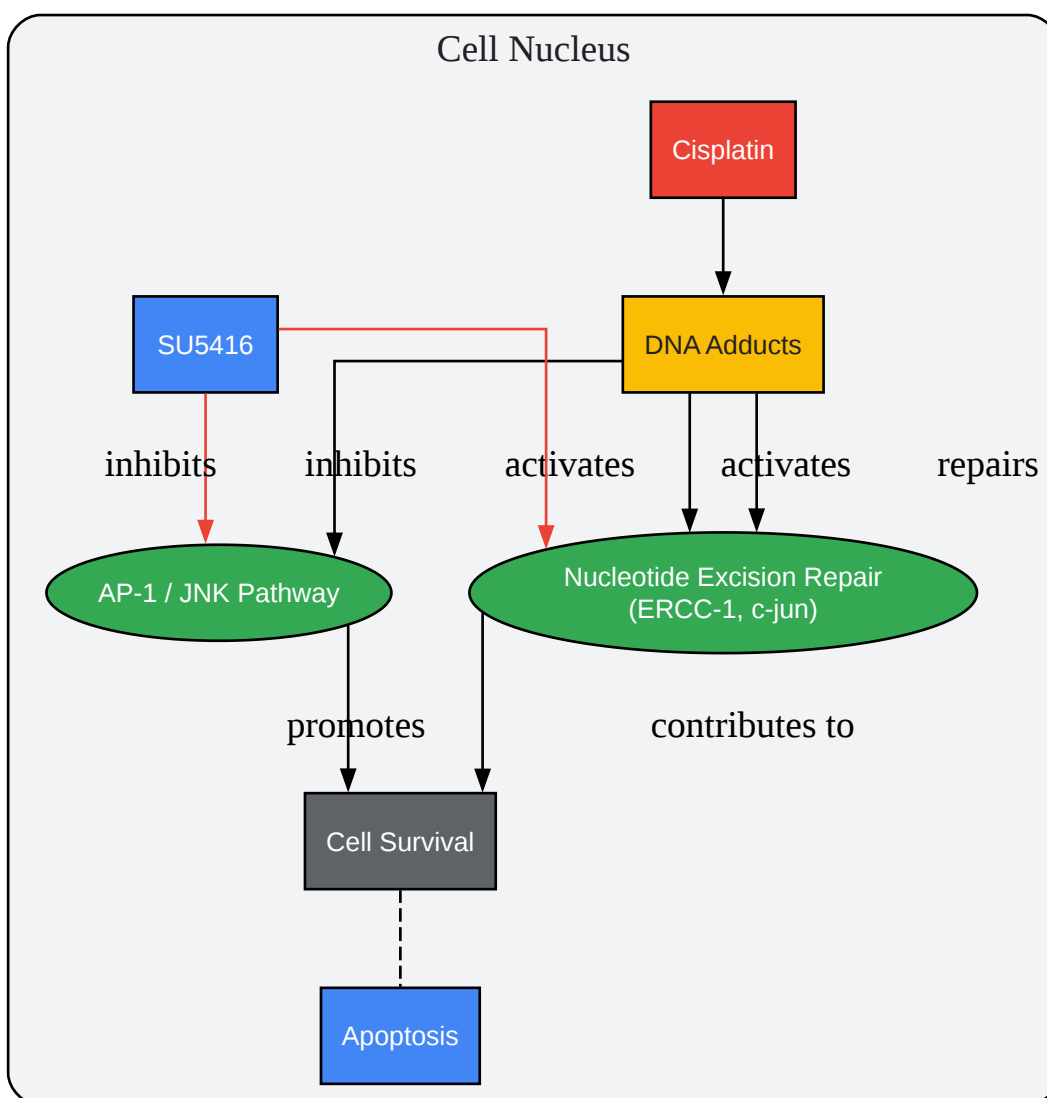 Cell Nucleus
Cisplatin
SU5416
DNA Adducts
inhibits
inhibits
activates
activates
repairs
AP-1 / JNK Pathway
Nucleotide Excision Repair
(ERCC-1, c-jun)
promotes
contributes to
Cell Survival
Apoptosis